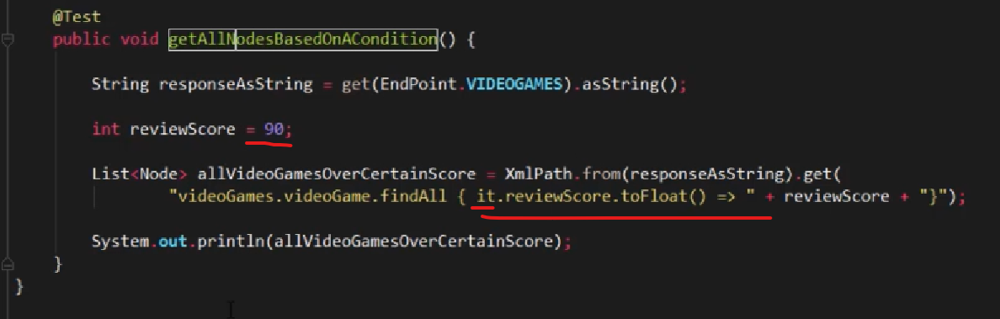 @Test
public void getAllNodesBasedOnACondition() {
String responseAsString = get(EndPoint.VIDEOGAMES).asString();
int reviewScore = 90;
List<Node> allVideoGamesOverCertainScore = XmlPath.from(responseAsString).get(
"videoGames.videoGame.findAll { it.reviewScore.toFloat() => " + reviewScore + "}");
System.out.println(allVideoGamesOverCertainScore);
}
}